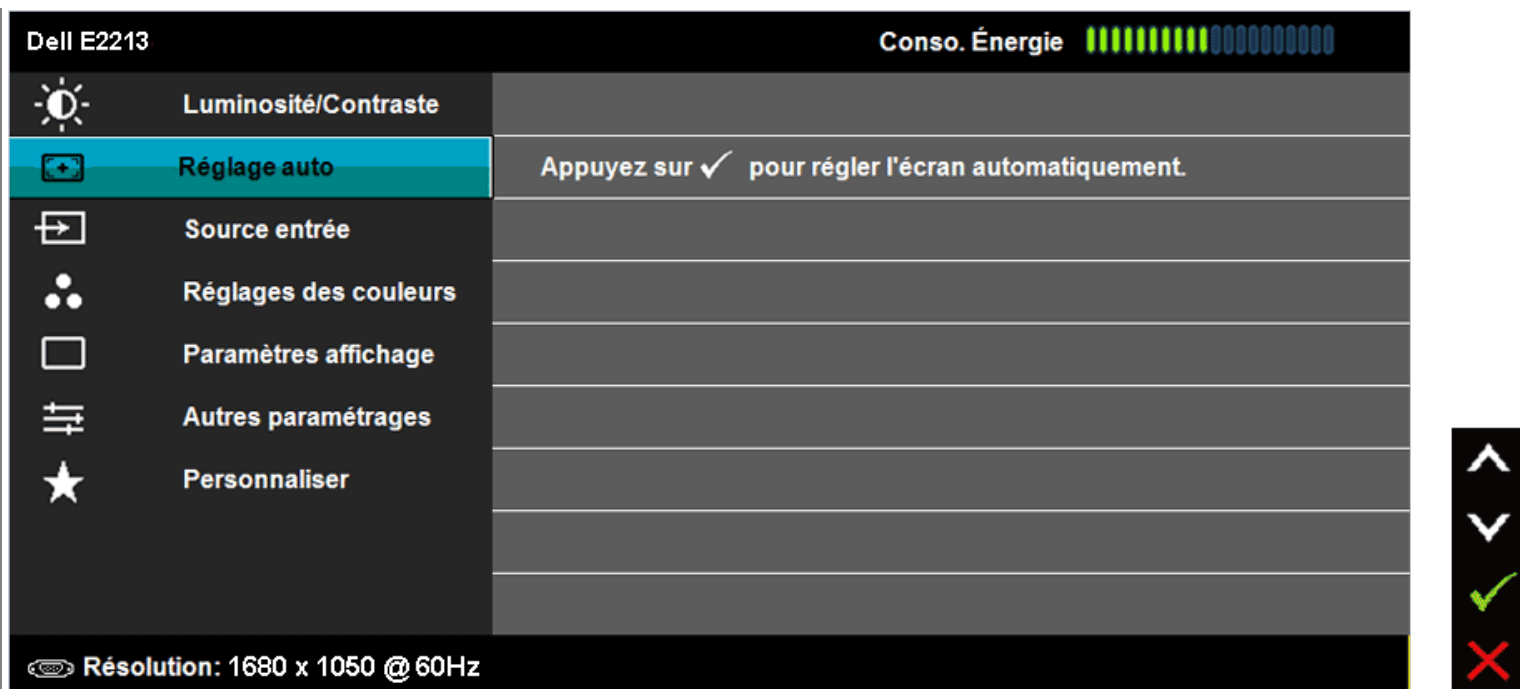 Dell E2213 Conso. Énergie
Luminosité/Contraste
Réglage auto Appuyez sur ✓ pour régler l'écran automatiquement.
Source entrée
Réglages des couleurs
Paramètres affichage
Autres paramétrages
Personnaliser
Résolution: 1680 x 1050 @ 60Hz